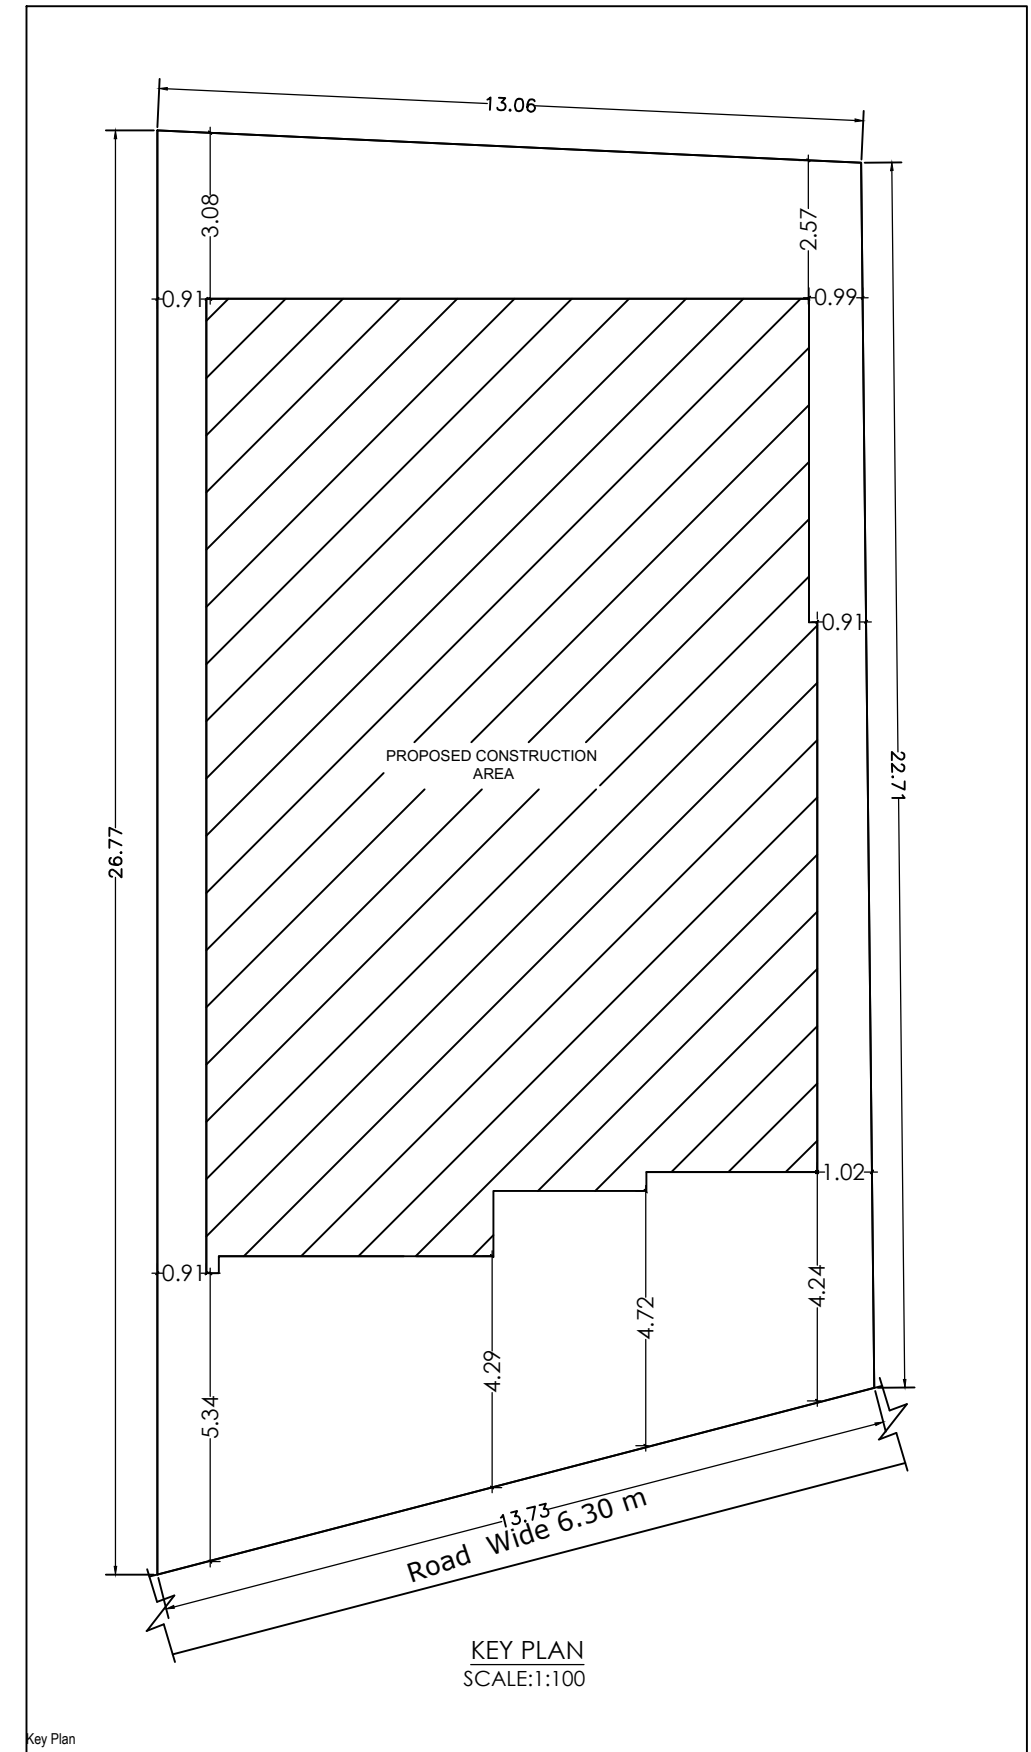 13.06
3.08
2.57
0.91
0.99
0.91
PROPOSED CONSTRUCTION
AREA
22.71
26.77
1.02
0.91
4.24
4.72
4.29
5.34
13.73
Road Wide 6.30 m
KEY PLAN
SCALE:1:100
Key Plan